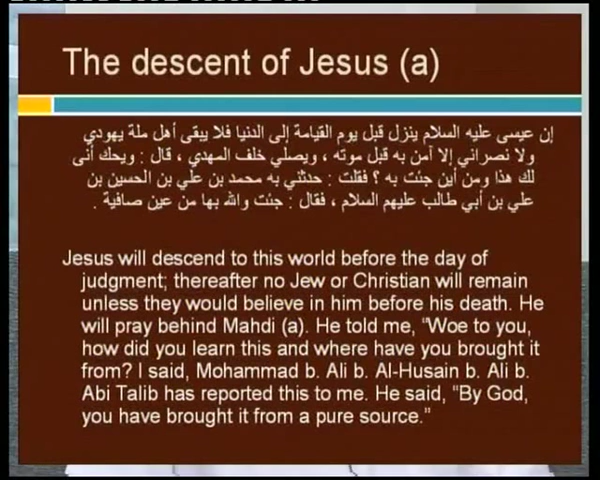 The descent of Jesus (a)
إن عيسى عليه السلام ينزل قبل يوم القيامة إلى الدنيا فلا يبقى أهل ملة يهودي
ولا نصراني إلا آمن به قبل موته ، ويصلي خلف المهدي ، قال : ويحك أنى
لك هذا ومن أين جئت به ؟ فقلت : حدثني به محمد بن علي بن الحسين بن
علي بن أبي طالب عليهم السلام ، فقال : جئت والله بها من عين صافية .
Jesus will descend to this world before the day of
judgment; thereafter no Jew or Christian will remain
unless they would believe in him before his death. He
will pray behind Mahdi (a). He told me, "Woe to you,
how did you learn this and where have you brought it
from? I said, Mohammad b. Ali b. Al-Husain b. Ali b.
Abi Talib has reported this to me. He said, "By God,
you have brought it from a pure source."